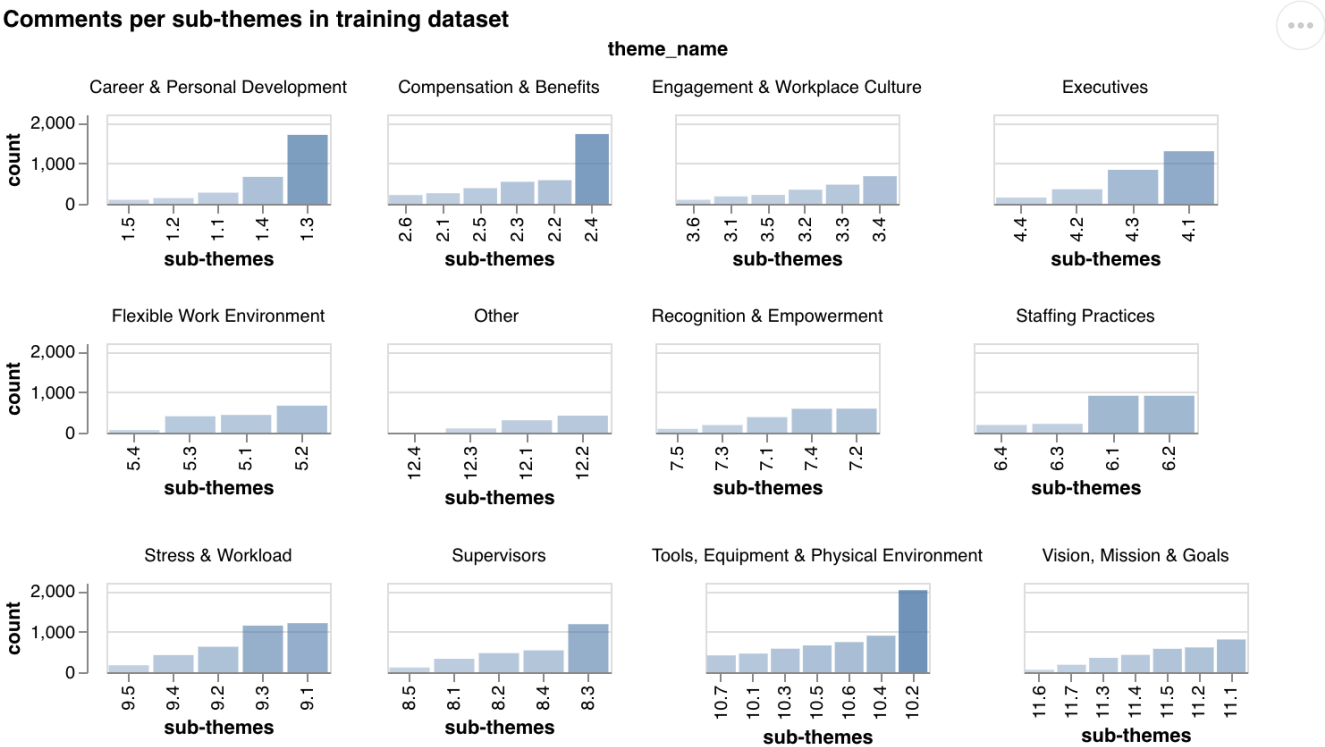 Comments per sub-themes in training dataset
theme_name
Career & Personal Development
Compensation & Benefits
Engagement & Workplace Culture
Executives
count
2,000
1,000
0
1.5 1.2 1.1 1.4 1.3
2.6 2.1 2.5 2.3 2.2 2.4
3.6 3.1 3.5 3.2 3.3 3.4
4.4 4.2 4.3 4.1
sub-themes
sub-themes
sub-themes
sub-themes
Flexible Work Environment
Other
Recognition & Empowerment
Staffing Practices
count
2,000
1,000
0
5.4 5.3 5.1 5.2
12.4 12.3 12.1 12.2
7.5 7.3 7.1 7.4 7.2
6.4 6.3 6.1 6.2
sub-themes
sub-themes
sub-themes
sub-themes
Stress & Workload
Supervisors
Tools, Equipment & Physical Environment
Vision, Mission & Goals
count
2,000
1,000
0
9.5 9.4 9.2 9.3 9.1
8.5 8.1 8.2 8.4 8.3
10.7 10.1 10.3 10.5 10.6 10.4 10.2
11.6 11.7 11.3 11.4 11.5 11.2 11.1
sub-themes
sub-themes
sub-themes
sub-themes